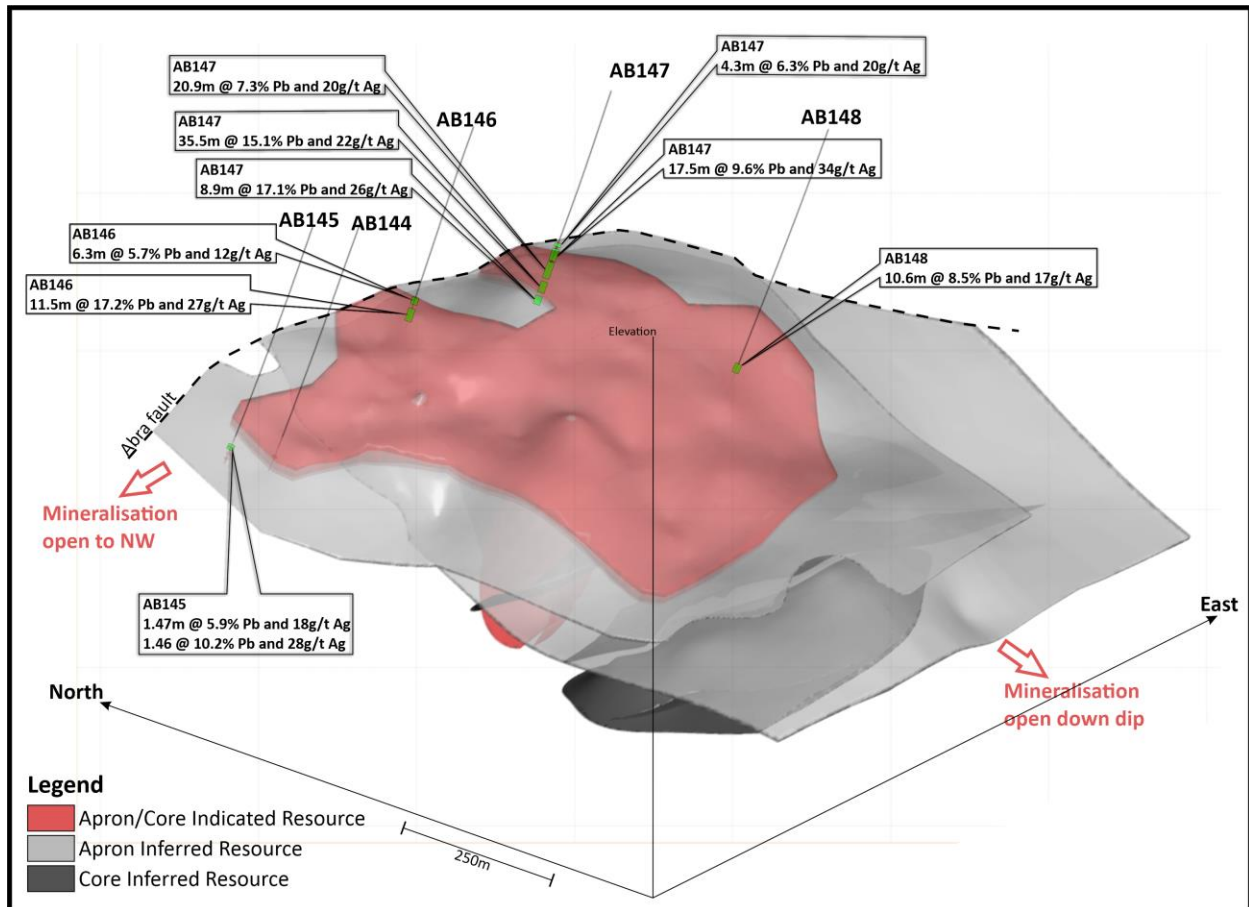 AB147
20.9m @ 7.3% Pb and 20g/t Ag
AB147
35.5m @ 15.1% Pb and 22g/t Ag
AB147
8.9m @ 17.1% Pb and 26g/t Ag
AB146
AB147
AB147
4.3m @ 6.3% Pb and 20g/t Ag
AB148
AB147
17.5m @ 9.6% Pb and 34g/t Ag
AB145
AB144
AB146
6.3m @ 5.7% Pb and 12g/t Ag
AB146
11.5m @ 17.2% Pb and 27g/t Ag
AB148
10.6m @ 8.5% Pb and 17g/t Ag
Elevation
Abra fault
Mineralisation
open to NW
AB145
1.47m @ 5.9% Pb and 18g/t Ag
1.46 @ 10.2% Pb and 28g/t Ag
East
North
Mineralisation
open down dip
Legend
Apron/Core Indicated Resource
Apron Inferred Resource
Core Inferred Resource
250m